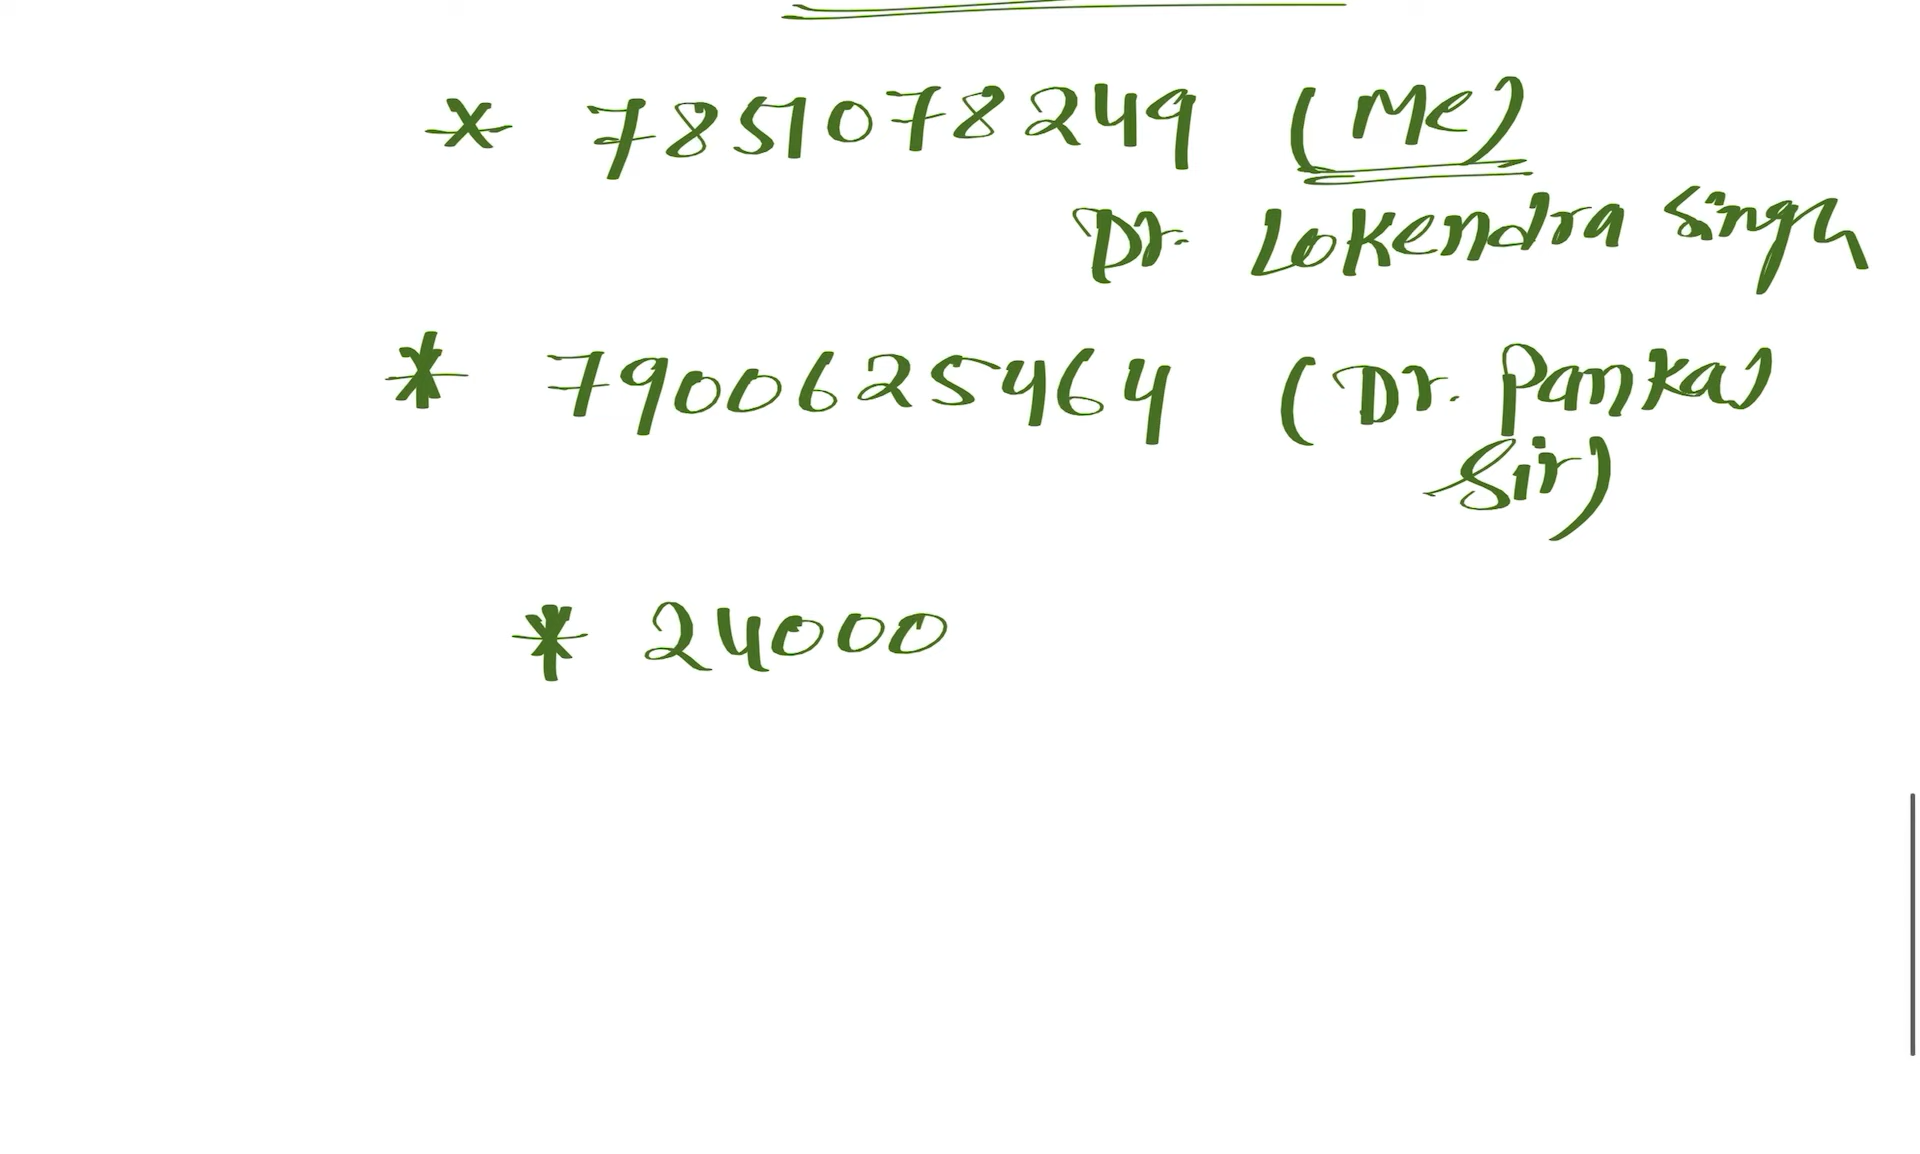 * 7851078249 (Me)
Dr. Lokendra Singh
* 7900625464 (Dr. Pankaj
Sir)
* 24000